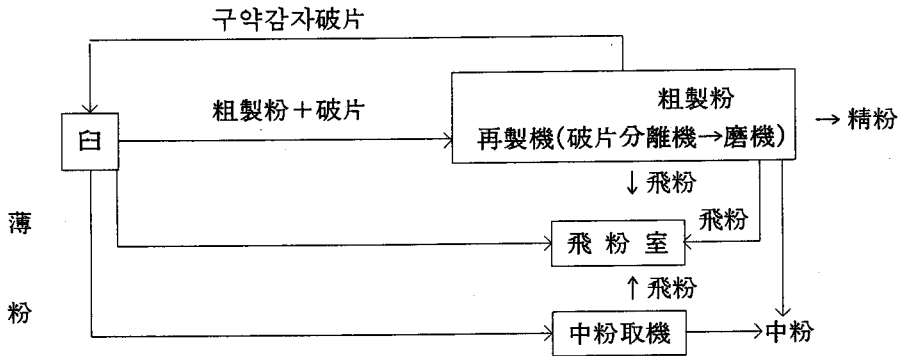 구약감자破片
粗製粉+破片
粗製粉
臼
再製機(破片分離機→磨機)
→ 精粉
↓飛粉
薄
飛粉
飛 粉 室
↑飛粉
粉
中粉取機
中粉